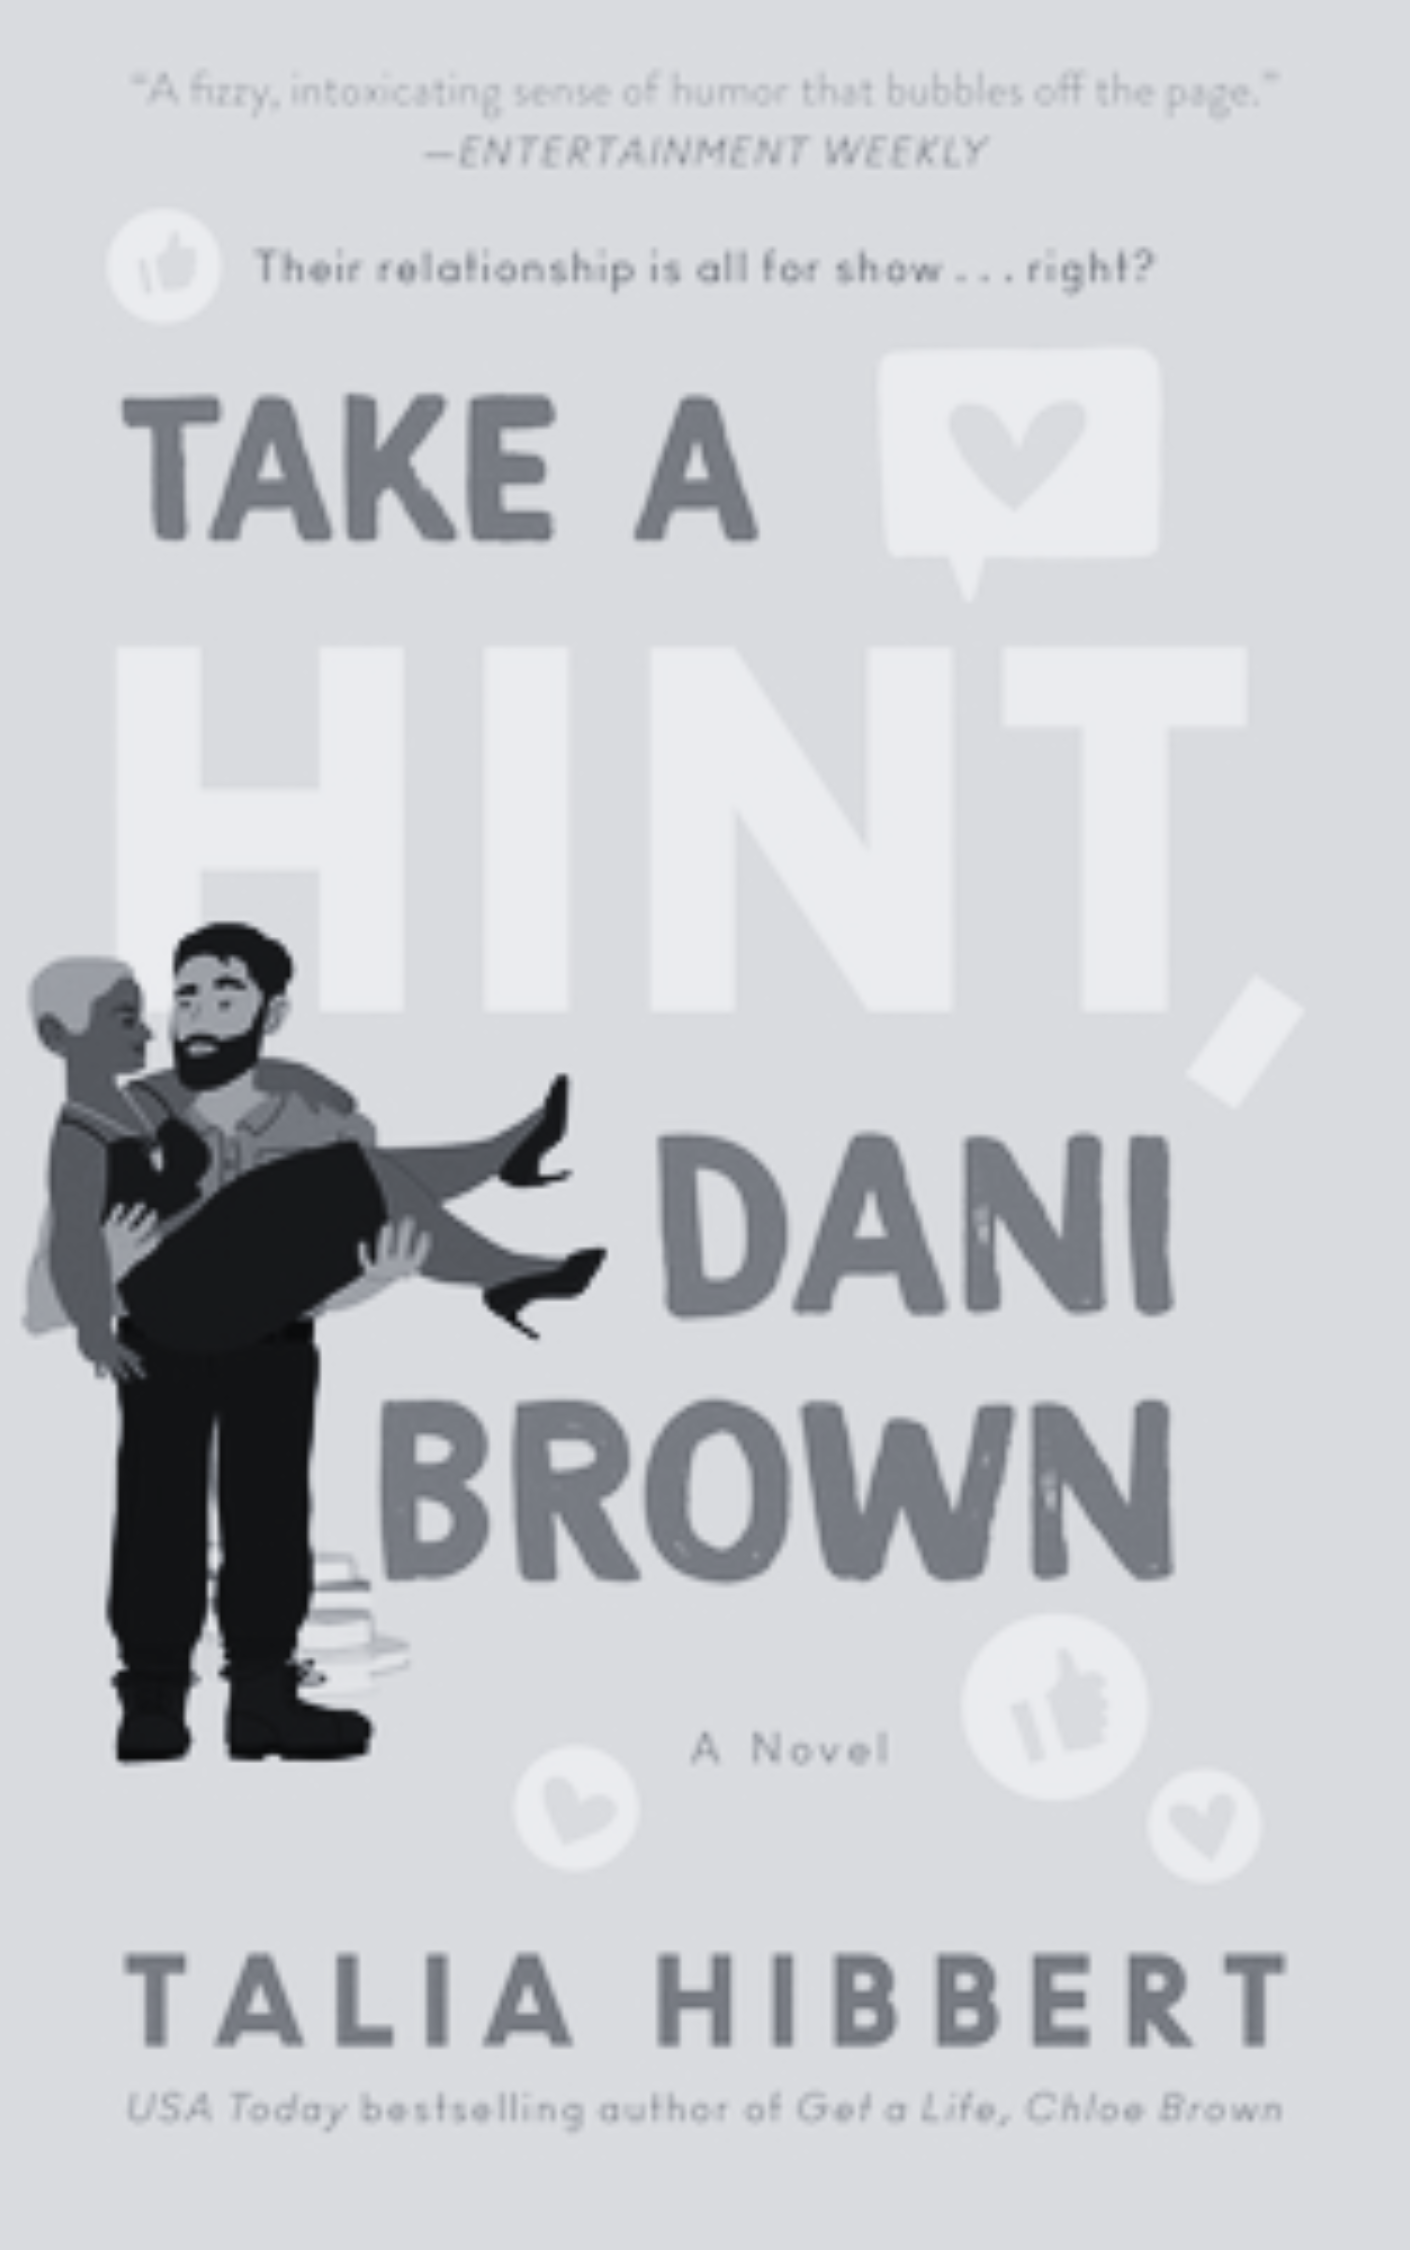 “A fizzy, intoxicating sense of humor that bubbles off the page.”
—ENTERTAINMENT WEEKLY
Their relationship is all for show . . . right?
TAKE A
HINT,
DANI
BROWN
A Novel
TALIA HIBBERT
USA Today bestselling author of Get a Life, Chloe Brown